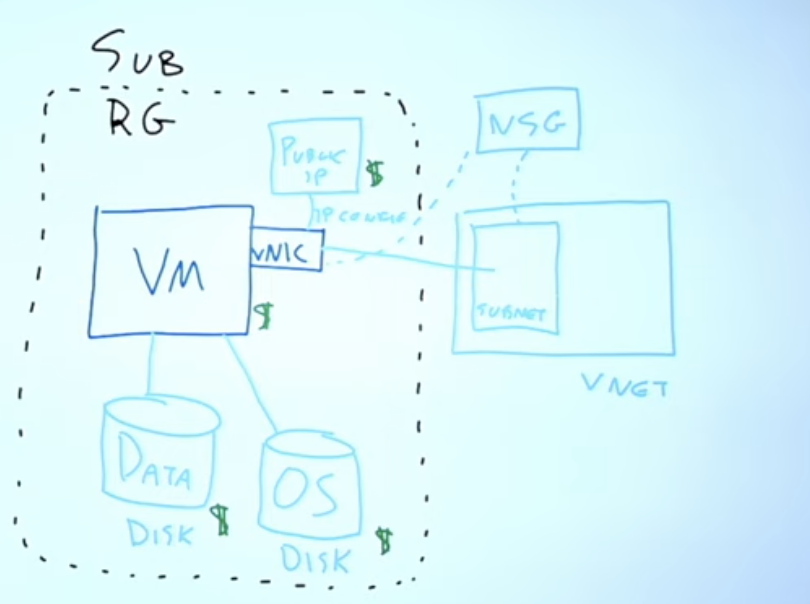 SUB
RG
PUBLIC
IP
$
NSG
IP CONFIG
VM
VNIC
$
SUBNET
VNET
DATA
DISK
$
OS
DISK
$